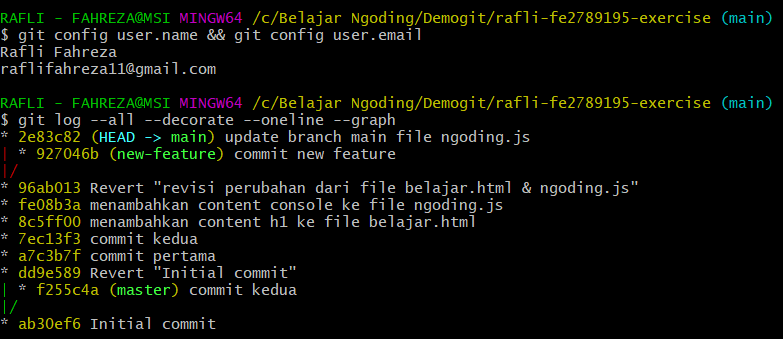 RAFLI - FAHREZA@MSI MINGW64 /c/Belajar Ngoding/Demogit/rafli-fe2789195-exercise (main)
$ git config user.name && git config user.email
Rafli Fahreza
raflifahreza11@gmail.com
RAFLI - FAHREZA@MSI MINGW64 /c/Belajar Ngoding/Demogit/rafli-fe2789195-exercise (main)
$ git log --all --decorate --oneline --graph
* 2e83c82 (HEAD -> main) update branch main file ngoding.js
| * 927046b (new-feature) commit new feature
|/
* 96ab013 Revert "revisi perubahan dari file belajar.html & ngoding.js"
* fe08b3a menambahkan content console ke file ngoding.js
* 8c5ff00 menambahkan content h1 ke file belajar.html
* 7ec13f3 commit kedua
* a7c3b7f commit pertama
* dd9e589 Revert "Initial commit"
| * f255c4a (master) commit kedua
|/
* ab30ef6 Initial commit